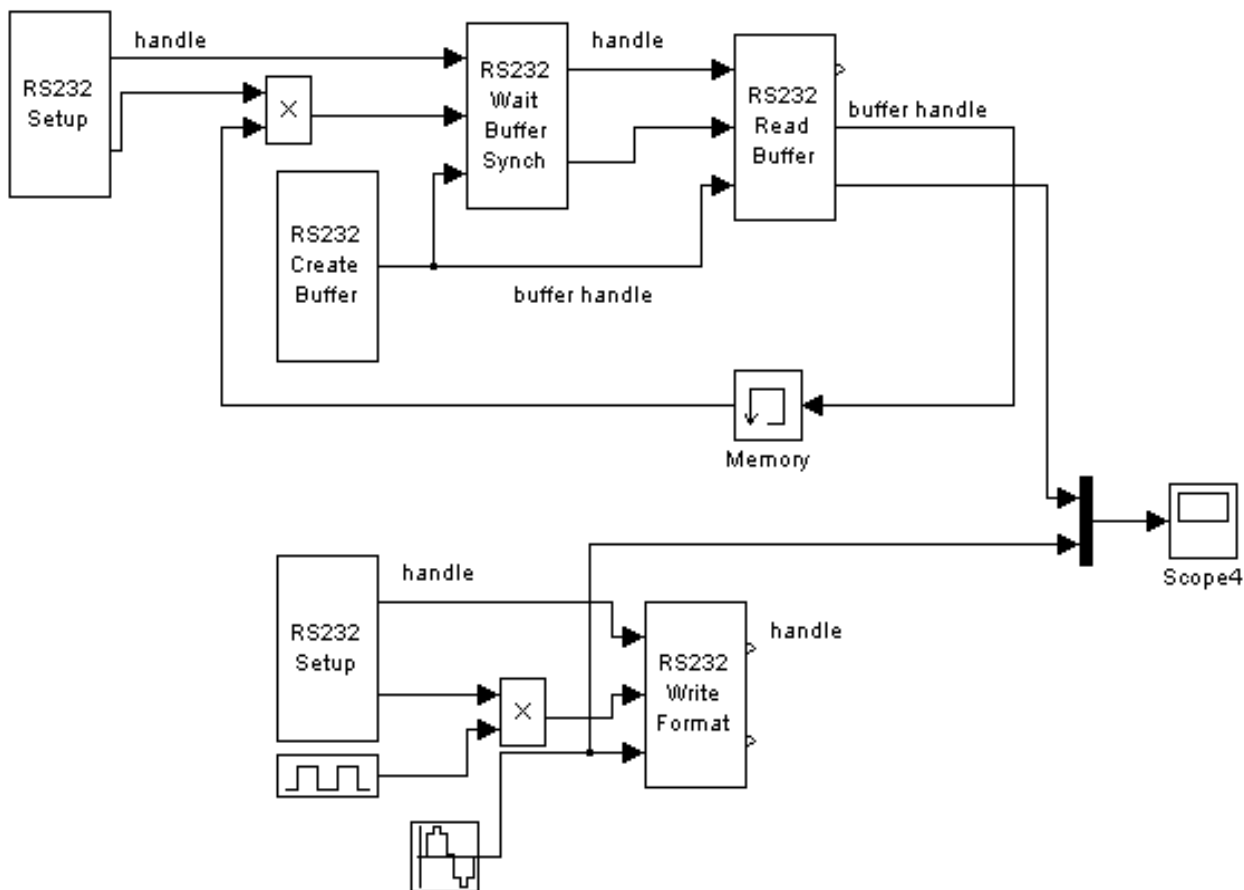 handle
RS232
Setup
×
RS232
Wait
Buffer
Synch
handle
RS232
Read
Buffer
buffer handle
RS232
Create
Buffer
buffer handle
Memory
Scope4
handle
RS232
Setup
×
RS232
Write
Format
handle